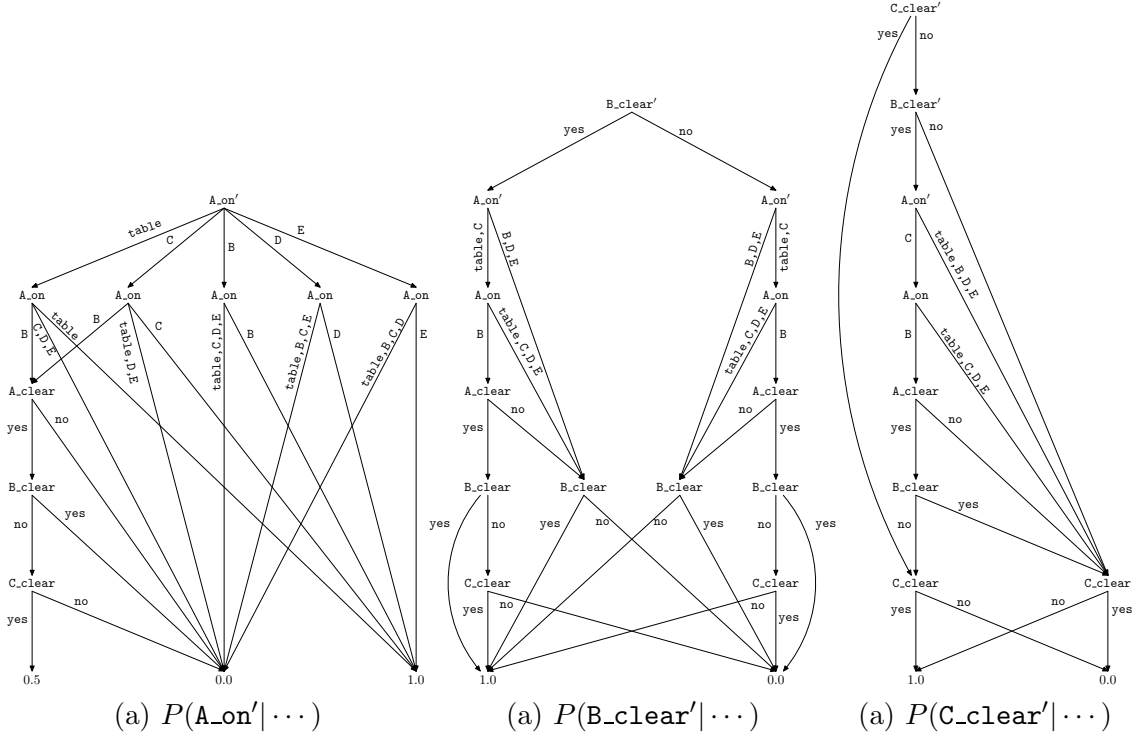 C_clear′
yes no
B_clear′ B_clear′
yes no yes no
A_on′ A_on′ A_on′ A_on′
table C B D E table,C B,D,E B,D,E table,C C table,B,D,E
A_on A_on A_on A_on A_on A_on A_on A_on
B C,D,E table B table,D,E C table,C,D,E B table,B,C,E D table,B,C,D E B table,C,D,E table,C,D,E B B table,C,D,E
A_clear A_clear A_clear A_clear
yes no yes no no yes yes no
B_clear B_clear B_clear B_clear B_clear B_clear
no yes yes no yes no no yes no yes no yes
C_clear C_clear C_clear C_clear C_clear
yes no yes no no yes yes no no yes
0.5 0.0 1.0 1.0 0.0 1.0 0.0
(a) P(A_on′|···) (a) P(B_clear′|···) (a) P(C_clear′|···)